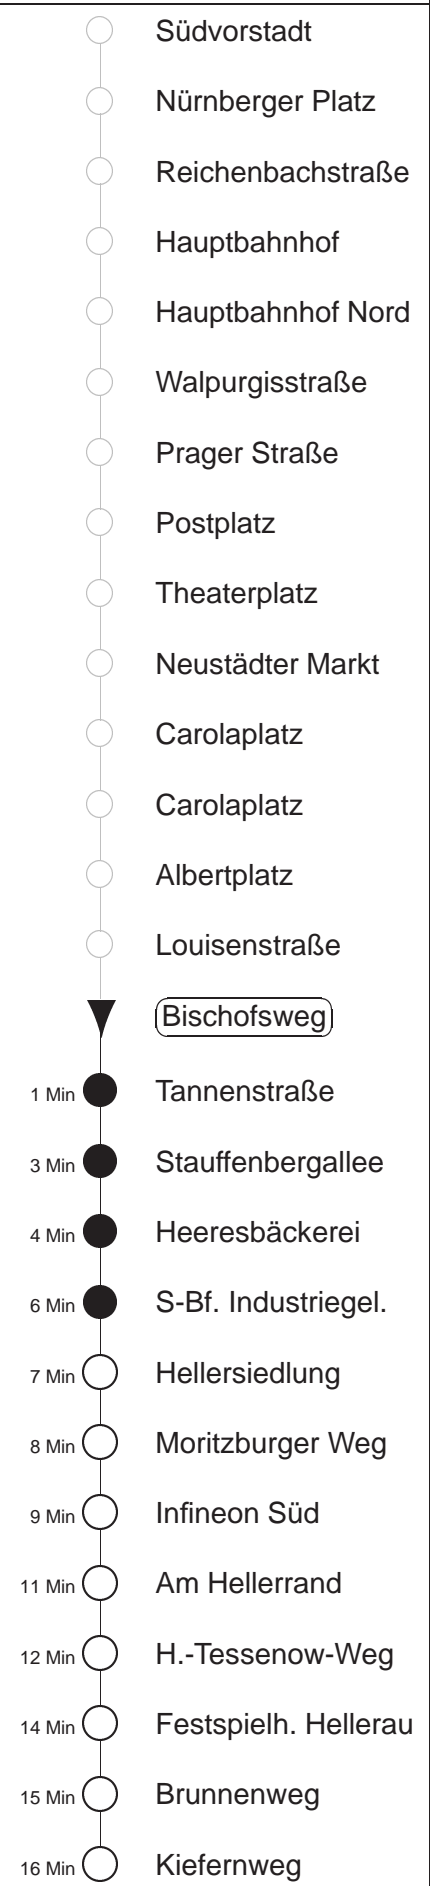 Südvorstadt
Nürnberger Platz
Reichenbachstraße
Hauptbahnhof
Hauptbahnhof Nord
Walpurgisstraße
Prager Straße
Postplatz
Theaterplatz
Neustädter Markt
Carolaplatz
Carolaplatz
Albertplatz
Louisenstraße
Bischofsweg
1 Min Tannenstraße
3 Min Stauffenbergallee
4 Min Heeresbäckerei
6 Min S-Bf. Industriegel.
7 Min Hellersiedlung
8 Min Moritzburger Weg
9 Min Infineon Süd
11 Min Am Hellerrand
12 Min H.-Tessenow-Weg
14 Min Festspielh. Hellerau
15 Min Brunnenweg
16 Min Kiefernweg